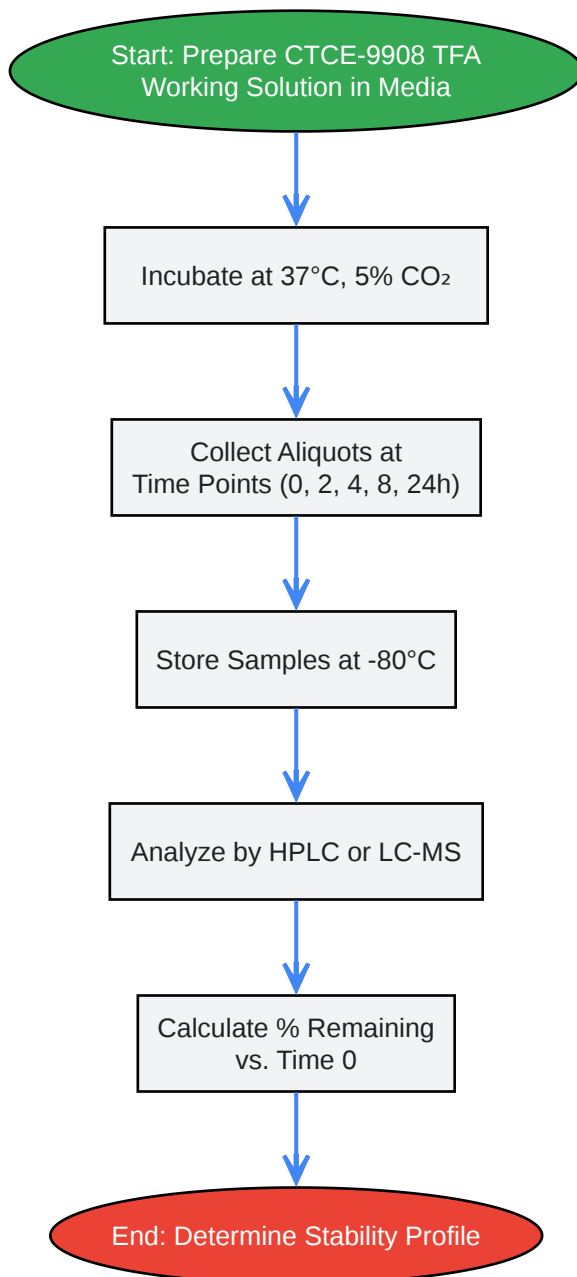 Start: Prepare CTCE-9908 TFA
Working Solution in Media
Incubate at 37°C, 5% CO₂
Collect Aliquots at
Time Points (0, 2, 4, 8, 24h)
Store Samples at -80°C
Analyze by HPLC or LC-MS
Calculate % Remaining
vs. Time 0
End: Determine Stability Profile